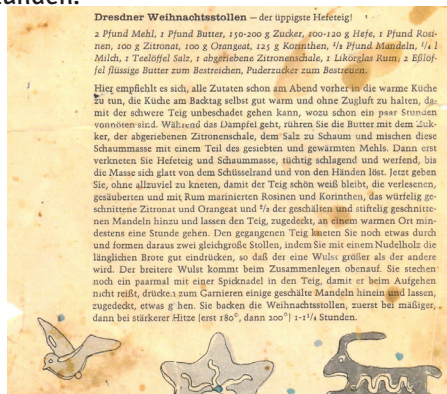 standen.
Dresdner Weihnachtsstollen — der üppigste Hefeteig!
2 Pfund Mehl, 1 Pfund Butter, 150-200 g Zucker, 100-120 g Hefe, 1 Pfund Rosi-
nen, 100 g Zitronat, 100 g Orangeat, 125 g Korinthen, ½ Pfund Mandeln, ¼ l
Milch, 1 Teelöffel Salz, 1 abgeriebene Zitronenschale, 1 Likörglas Rum; 2 Eßlöf-
fel flüssige Butter zum Bestreichen, Puderzucker zum Bestreuen.
Hier empfiehlt es sich, alle Zutaten schon am Abend vorher in die warme Küche
zu tun, die Küche am Backtag selbst gut warm und ohne Zugluft zu halten, da-
mit der schwere Teig unbeschadet gehen kann, wozu schon ein paar Stunden
vonnöten sind. Während das Dampfel geht, rühren Sie die Butter mit dem Zuk-
ker, der abgeriebenen Zitronenschale, dem Salz zu Schaum und mischen diese
Schaummasse mit einem Teil des gesiebten und gewärmten Mehls. Dann erst
verkneten Sie Hefeteig und Schaummasse, tüchtig schlagend und werfend, bis
die Masse sich glatt von dem Schüsselrand und von den Händen löst. Jetzt geben
Sie, ohne allzuviel zu kneten, damit der Teig schön weiß bleibt, die verlesenen,
gesäuberten und mit Rum marinierten Rosinen und Korinthen, das würfelig ge-
schnittene Zitronat und Orangeat und ²/₃ der geschälten und stiftelig geschnitte-
nen Mandeln hinzu und lassen den Teig, zugedeckt, an einem warmen Ort min-
destens eine Stunde gehen. Den gegangenen Teig kneten Sie noch etwas durch
und formen daraus zwei gleichgroße Stollen, indem Sie mit einem Nudelholz die
länglichen Brote gut eindrücken, so daß der eine Wulst größer als der andere
wird. Der breitere Wulst kommt beim Zusammenlegen obenauf. Sie stechen
noch ein paarmal mit einer Spicknadel in den Teig, damit er beim Aufgehen
nicht reißt, drücken zum Garnieren einige geschälte Mandeln hinein und lassen,
zugedeckt, etwas gehen. Sie backen die Weihnachtsstollen, zuerst bei mäßiger,
dann bei stärkerer Hitze (erst 180°, dann 200°) 1-1¼ Stunden.